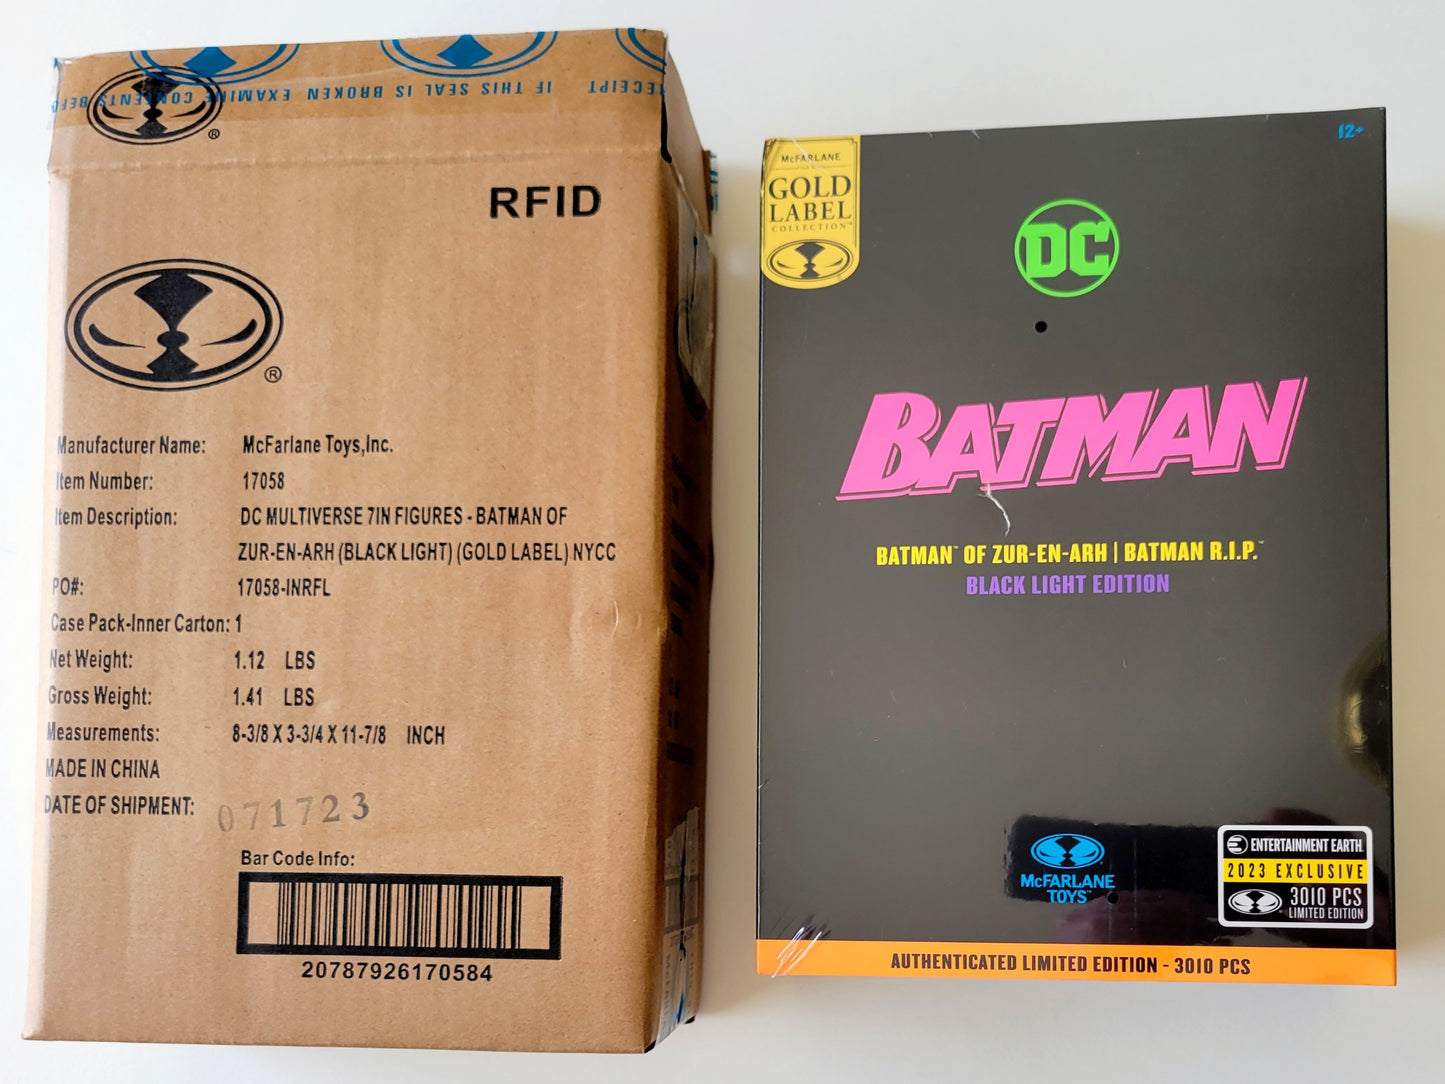 IF THIS SEAL IS BROKEN EXAMINE CONTENTS BEFO
RECEIPT
®
RFID
®
Manufacturer Name: McFarlane Toys,Inc.
Item Number: 17058
Item Description: DC MULTIVERSE 7IN FIGURES - BATMAN OF
ZUR-EN-ARH (BLACK LIGHT) (GOLD LABEL) NYCC
PO#: 17058-INRFL
Case Pack-Inner Carton: 1
Net Weight: 1.12 LBS
Gross Weight: 1.41 LBS
Measurements: 8-3/8 X 3-3/4 X 11-7/8 INCH
MADE IN CHINA
DATE OF SHIPMENT: 071723
Bar Code Info:
20787926170584
McFARLANE
GOLD
LABEL
COLLECTION™
12+
DC
BATMAN
BATMAN™ OF ZUR-EN-ARH | BATMAN R.I.P.™
BLACK LIGHT EDITION
McFARLANE
TOYS™
ENTERTAINMENT EARTH
2023 EXCLUSIVE
3010 PCS
LIMITED EDITION
AUTHENTICATED LIMITED EDITION - 3010 PCS